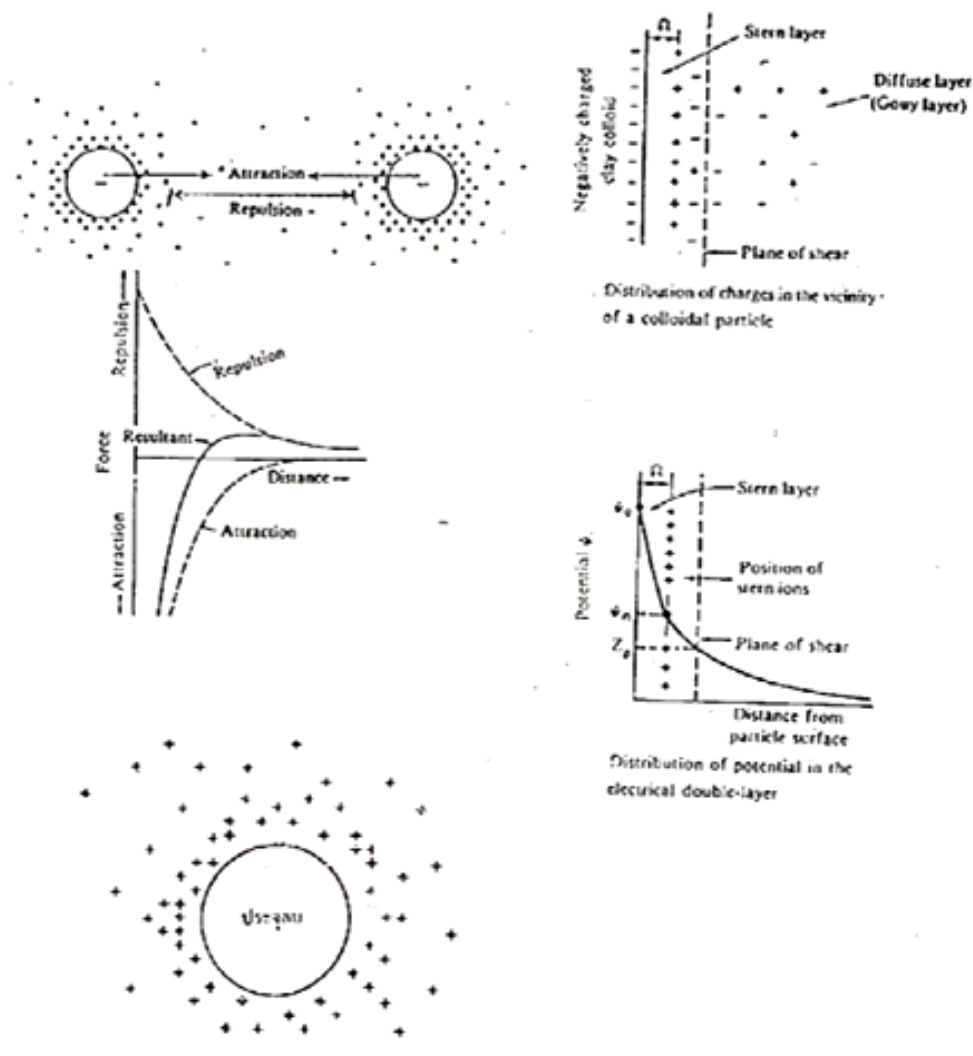 Attraction
Repulsion -
Repulsion
Repulsion
Resultant
Force
Distance —
Attraction
— Attraction
Ω
Stern layer
Diffuse layer
(Gouy layer)
Negatively charged
clay colloid
Plane of shear
Distribution of charges in the vicinity
of a colloidal particle
Ω
Stern layer
Position of
stern ions
Potential
Plane of shear
Distance from
particle surface
Distribution of potential in the
electrical double-layer
ประจุลบ